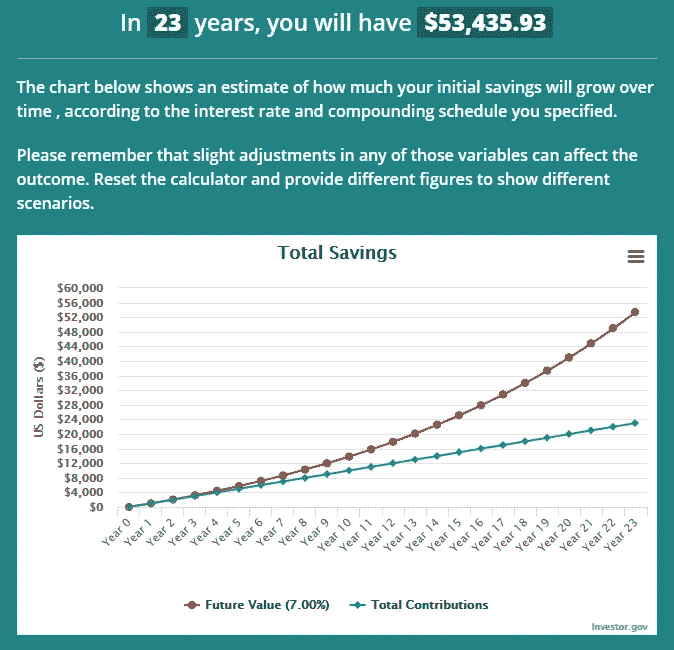 In 23 years, you will have $53,435.93
The chart below shows an estimate of how much your initial savings will grow over
time , according to the interest rate and compounding schedule you specified.
Please remember that slight adjustments in any of those variables can affect the
outcome. Reset the calculator and provide different figures to show different
scenarios.
Total Savings
US Dollars ($)
$60,000
$56,000
$52,000
$48,000
$44,000
$40,000
$36,000
$32,000
$28,000
$24,000
$20,000
$16,000
$12,000
$8,000
$4,000
$0
Year 0
Year 1
Year 2
Year 3
Year 4
Year 5
Year 6
Year 7
Year 8
Year 9
Year 10
Year 11
Year 12
Year 13
Year 14
Year 15
Year 16
Year 17
Year 18
Year 19
Year 20
Year 21
Year 22
Year 23
Future Value (7.00%)
Total Contributions
Investor.gov